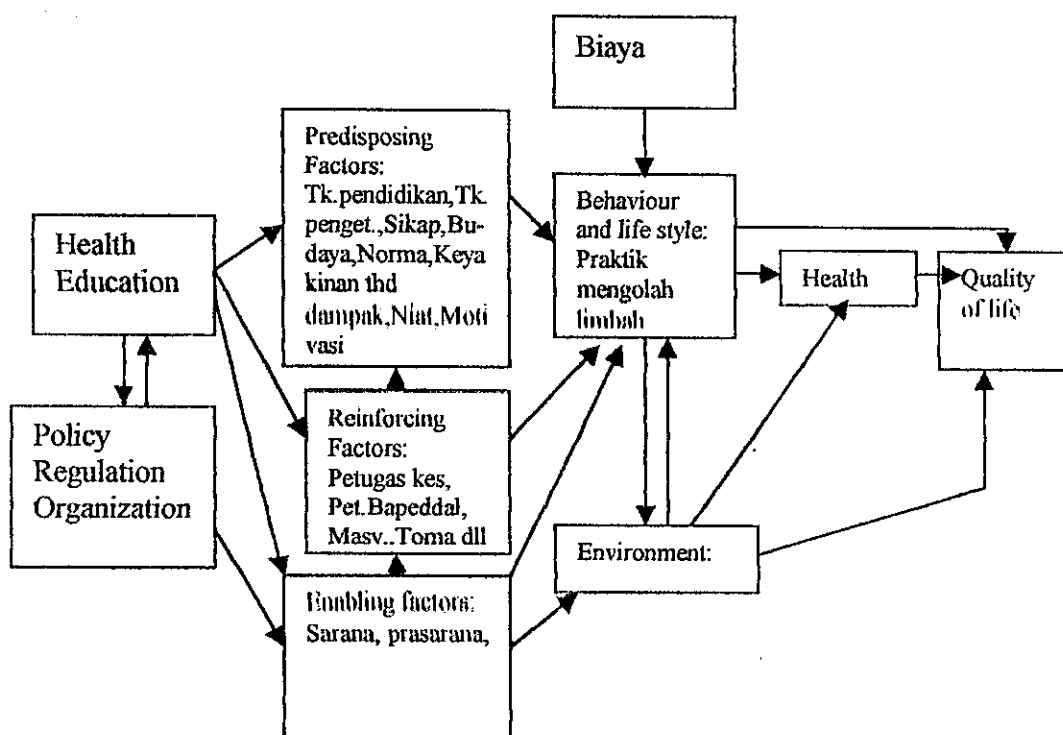 Biaya
Predisposing
Factors:
Tk.pendidikan,Tk.
penget.,Sikap,Bu-
daya,Norma,Keya
kinan thd
dampak,Niat,Moti
vasi
Health
Education
Behaviour
and life style:
Praktik
mengolah
limbah
Health
Quality
of life
Policy
Regulation
Organization
Reinforcing
Factors:
Petugas kes,
Pet.Bapeddal,
Masy..Toma dll
Environment:
Enabling factors:
Sarana, prasarana,